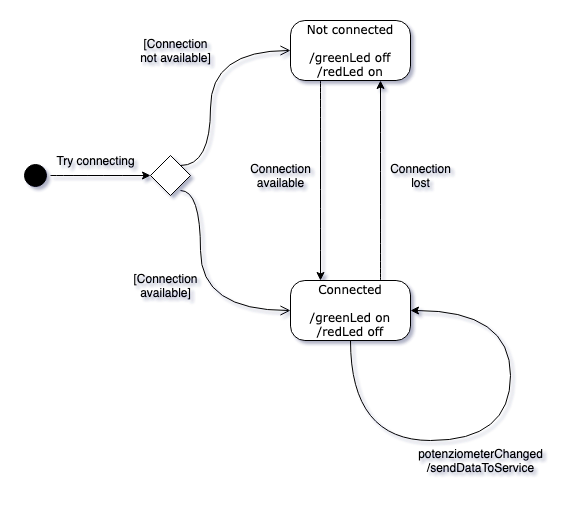 Not connected
/greenLed off
/redLed on
[Connection
not available]
Try connecting
Connection
available
Connection
lost
[Connection
available]
Connected
/greenLed on
/redLed off
potenziometerChanged
/sendDataToService